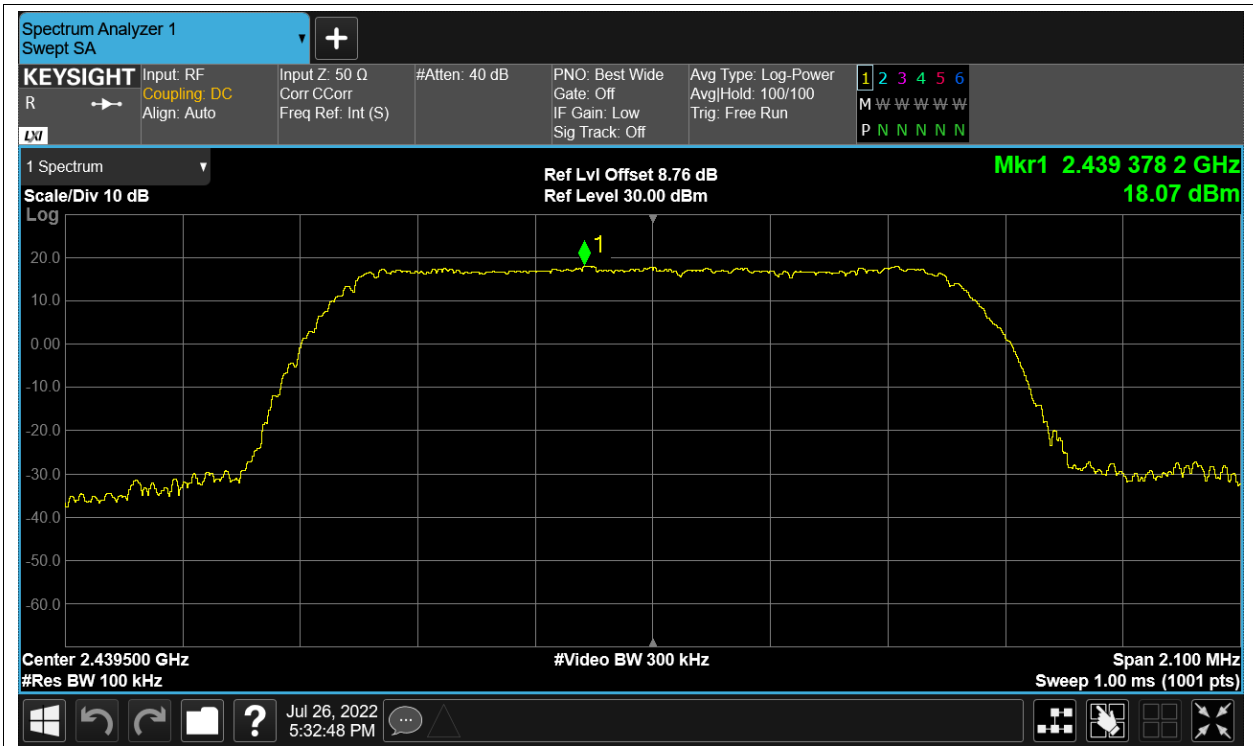 Spectrum Analyzer 1
Swept SA
KEYSIGHT
R
LXI
Input: RF
Coupling: DC
Align: Auto
Input Z: 50 Ω
Corr CCorr
Freq Ref: Int (S)
#Atten: 40 dB
PNO: Best Wide
Gate: Off
IF Gain: Low
Sig Track: Off
Avg Type: Log-Power
Avg|Hold: 100/100
Trig: Free Run
1 2 3 4 5 6
M W W W W W
P N N N N N
1 Spectrum
Scale/Div 10 dB
Log
Ref Lvl Offset 8.76 dB
Ref Level 30.00 dBm
Mkr1 2.439 378 2 GHz
18.07 dBm
1
20.0
10.0
0.00
-10.0
-20.0
-30.0
-40.0
-50.0
-60.0
Center 2.439500 GHz
#Video BW 300 kHz
Span 2.100 MHz
#Res BW 100 kHz
Sweep 1.00 ms (1001 pts)
?
Jul 26, 2022
5:32:48 PM